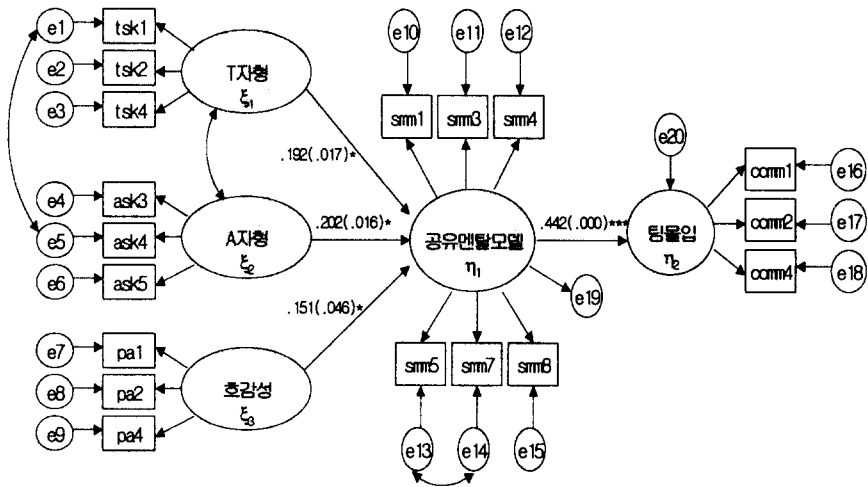 e1
tsk1
e2
tsk2
e3
tsk4
T자형
ξ1
e4
ask3
e5
ask4
e6
ask5
A자형
ξ2
e7
pa1
e8
pa2
e9
pa4
호감성
ξ3
.192(.017)*
.202(.016)*
.151(.046)*
e10
e11
e12
smm1
smm3
smm4
공유멘탈모델
η1
e19
smm5
smm7
smm8
e13
e14
e15
.442(.000)***
e20
팀몰입
η2
comm1
e16
comm2
e17
comm4
e18